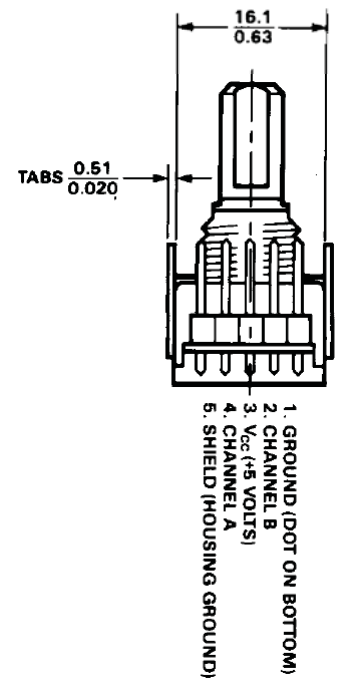 16.1
0.63
TABS 0.51
0.020
1. GROUND (DOT ON BOTTOM)
2. CHANNEL B
3. VCC (+5 VOLTS)
4. CHANNEL A
5. SHIELD (HOUSING GROUND)